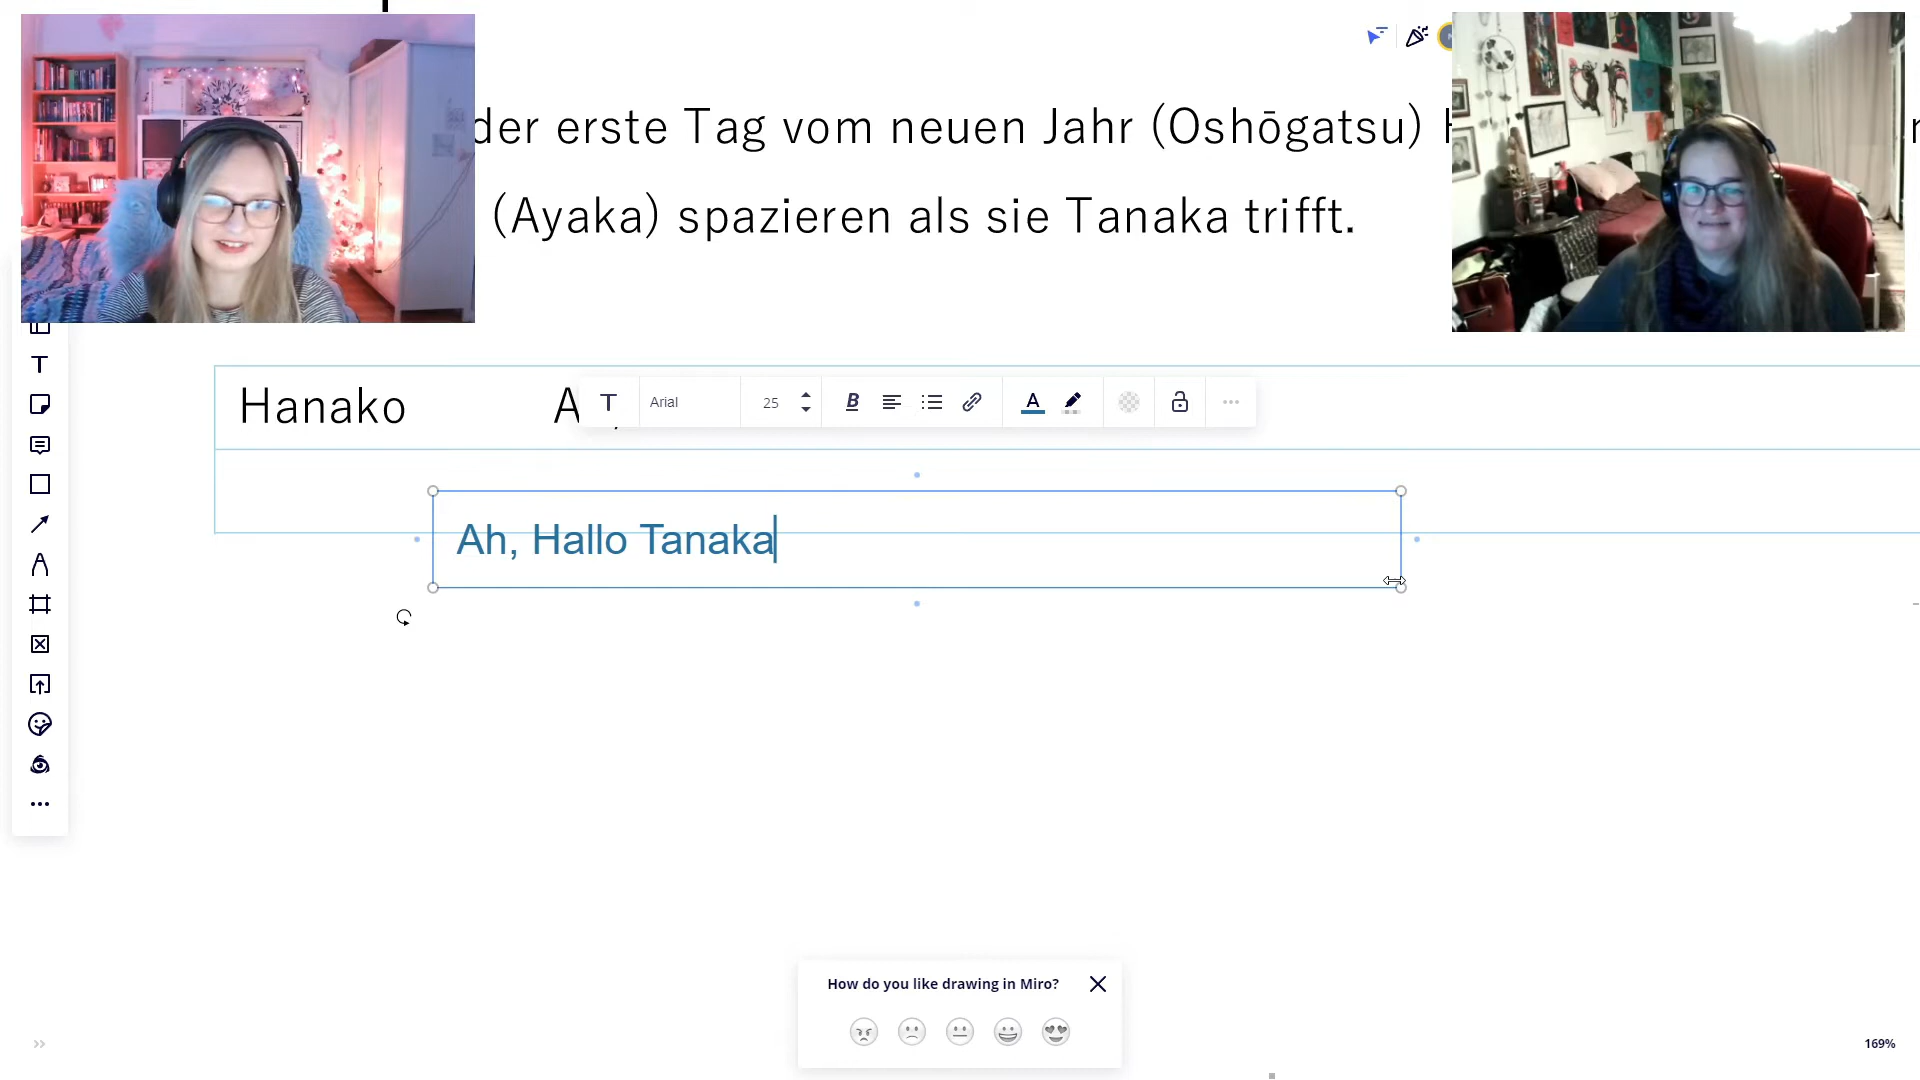 der erste Tag vom neuen Jahr (Oshōgatsu)
(Ayaka) spazieren als sie Tanaka trifft.
Hanako
Arial
25
Ah, Hallo Tanaka
How do you like drawing in Miro?
169%